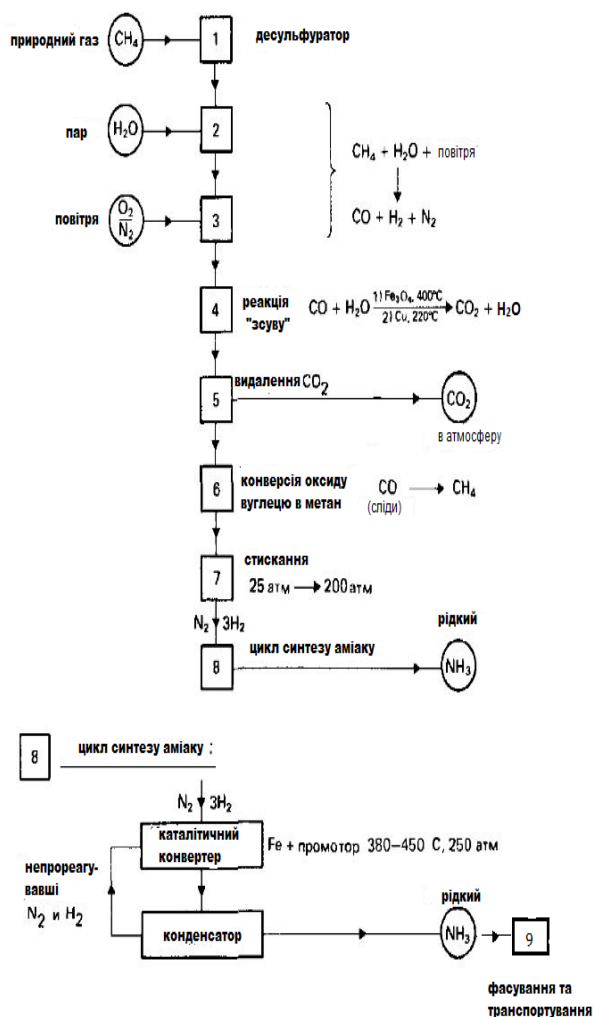 природний газ CH₄ 1 десульфуратор
пар H₂O 2
CH₄ + H₂O + повітря
CO + H₂ + N₂
повітря O₂/N₂ 3
4 реакція "зсуву" CO + H₂O 1) Fe₃O₄, 400°C 2) Cu, 220°C CO₂ + H₂O
5 видалення CO₂ CO₂
в атмосферу
6 конверсія оксиду
вуглецю в метан
CO → CH₄
(сліди)
7 стискання
25 атм → 200 атм
N₂ 3H₂
8 цикл синтезу аміаку
рідкий
NH₃
8 цикл синтезу аміаку :
N₂ 3H₂
каталітичний
конвертер
Fe + промотор 380–450 C, 250 атм
непрореагу-
вавші
N₂ и H₂
конденсатор
рідкий
NH₃
9
фасування та
транспортування